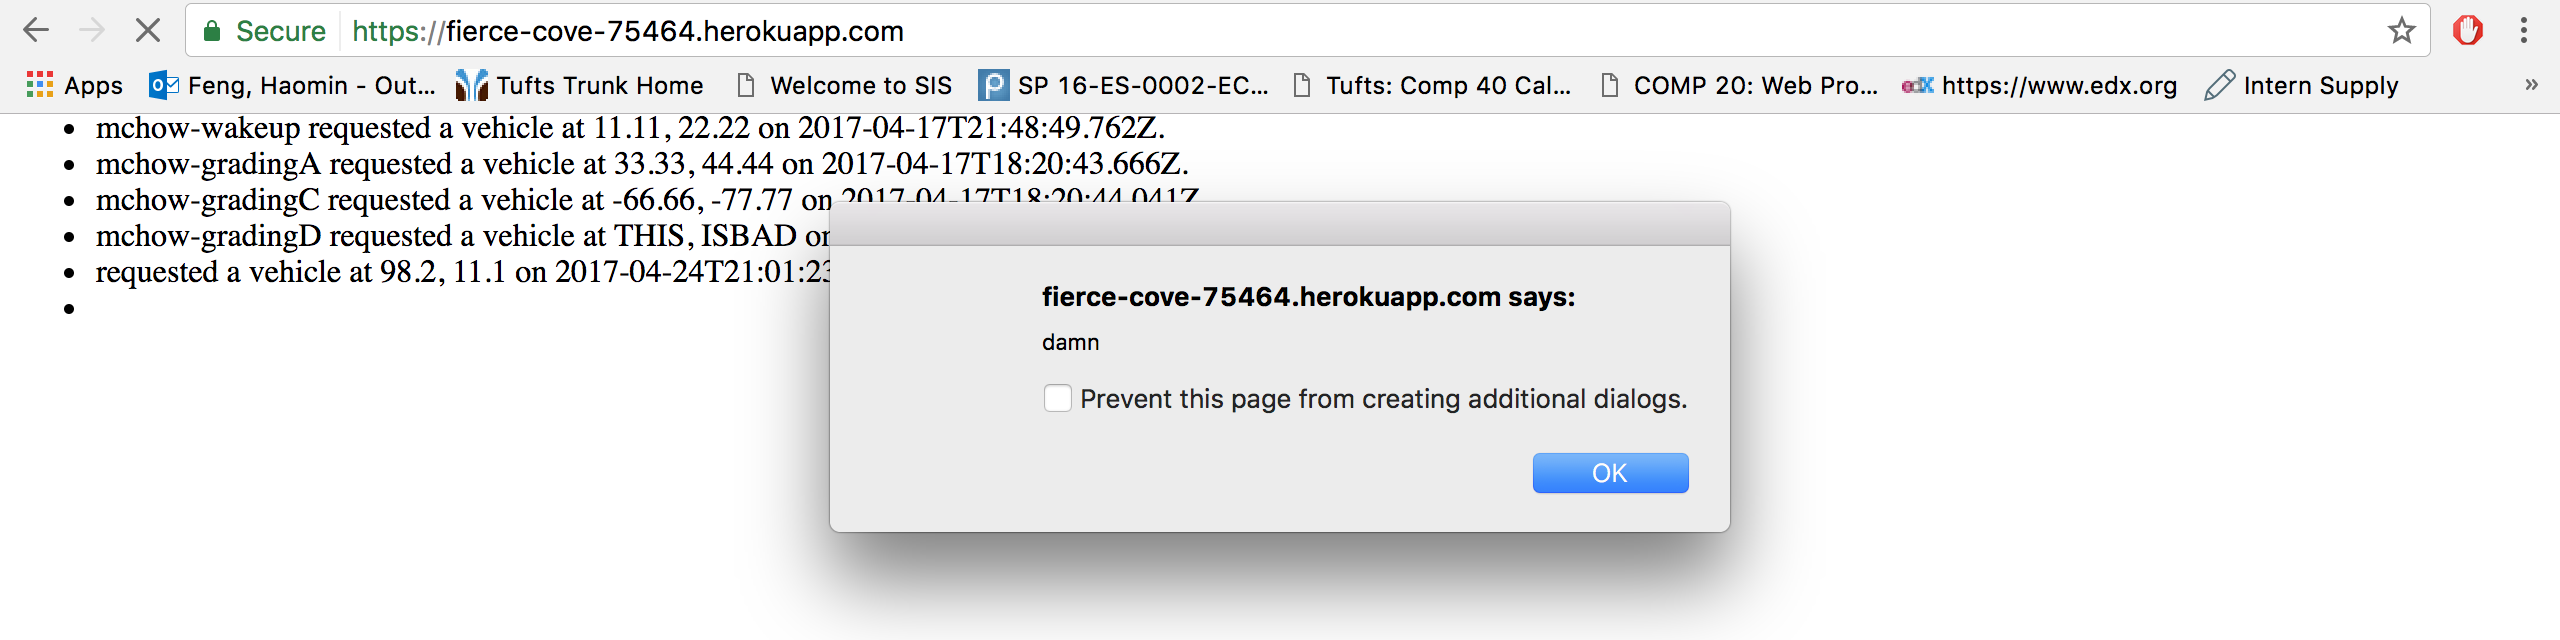 Secure https://fierce-cove-75464.herokuapp.com
Apps Feng, Haomin - Out... Tufts Trunk Home Welcome to SIS SP 16-ES-0002-EC... Tufts: Comp 40 Cal... COMP 20: Web Pro... edX https://www.edx.org Intern Supply »
• mchow-wakeup requested a vehicle at 11.11, 22.22 on 2017-04-17T21:48:49.762Z.
• mchow-gradingA requested a vehicle at 33.33, 44.44 on 2017-04-17T18:20:43.666Z.
• mchow-gradingC requested a vehicle at -66.66, -77.77 on 2017-04-17T18:20:44.041Z
• mchow-gradingD requested a vehicle at THIS, ISBAD on
• requested a vehicle at 98.2, 11.1 on 2017-04-24T21:01:23
•
fierce-cove-75464.herokuapp.com says:
damn
Prevent this page from creating additional dialogs.
OK